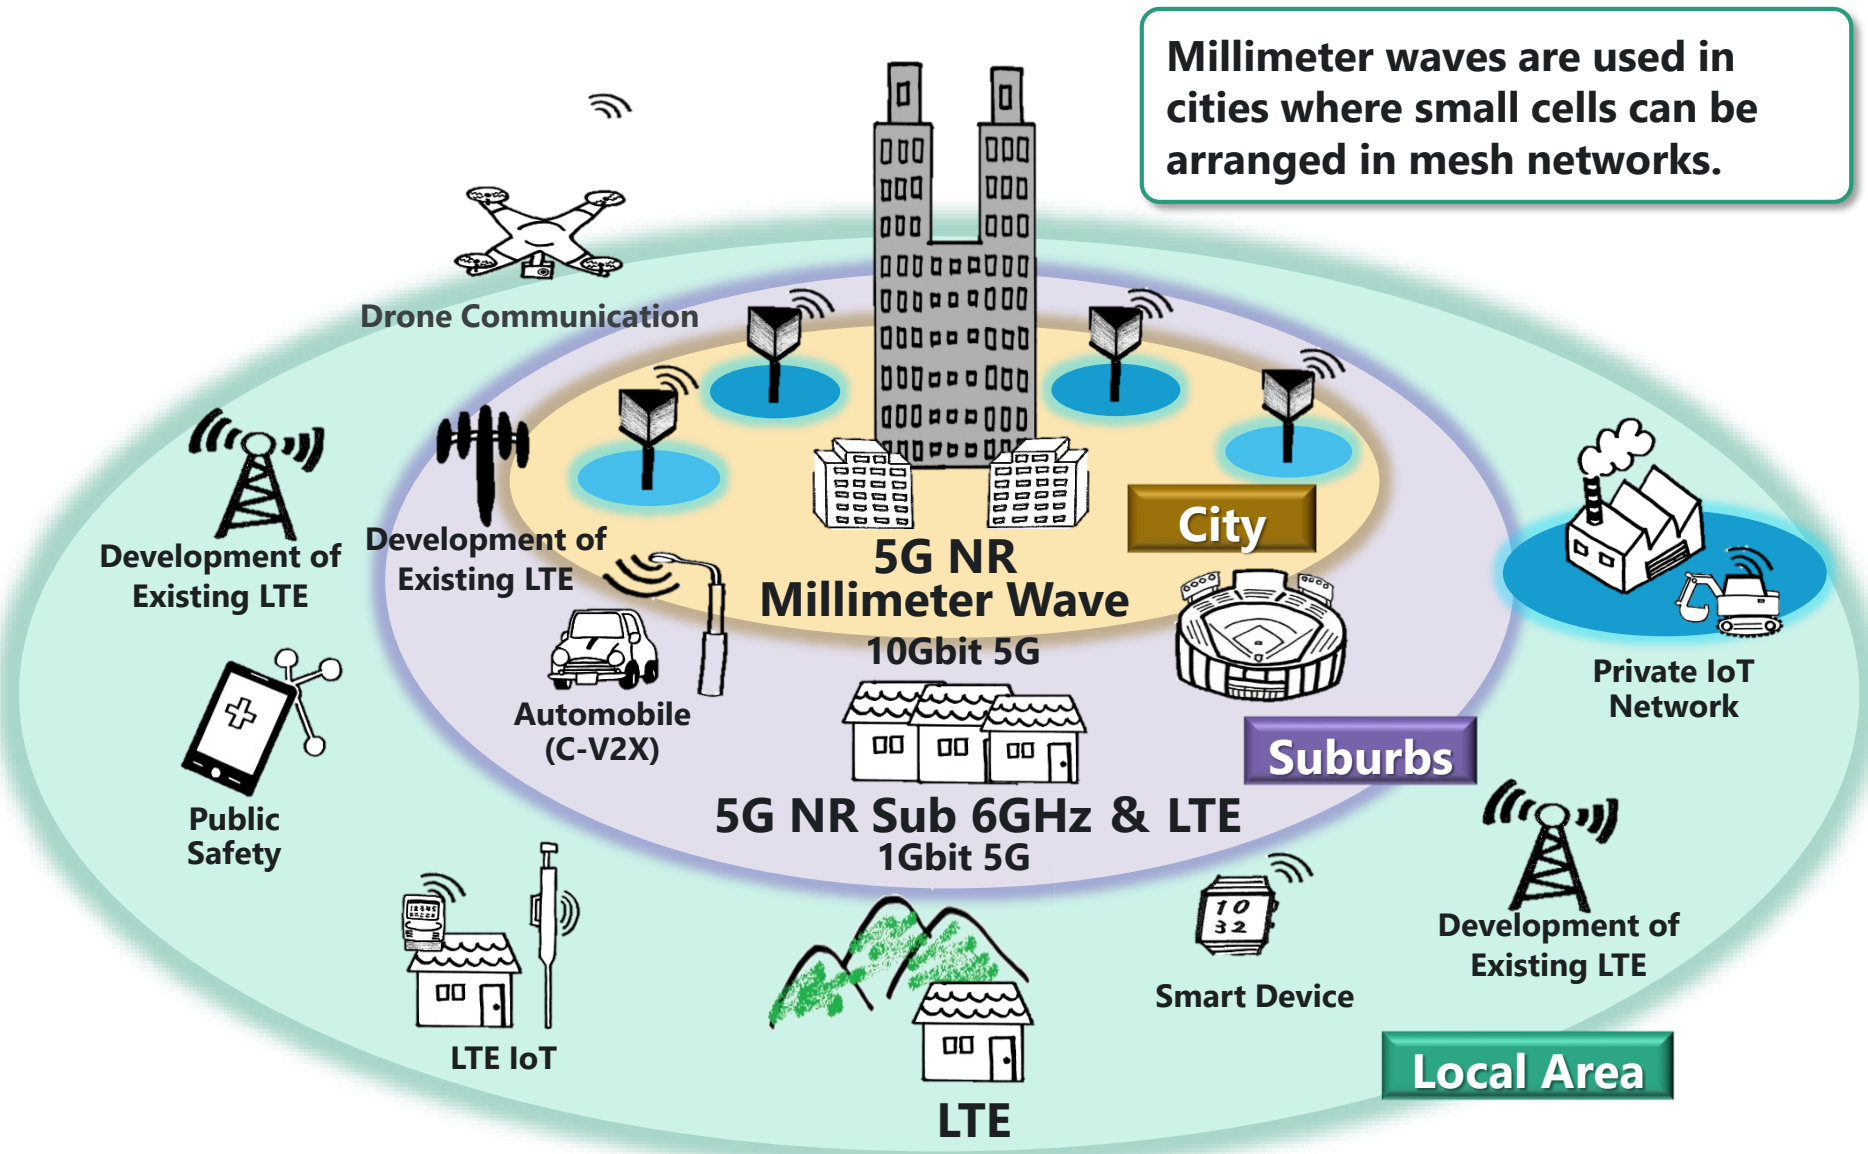 Millimeter waves are used in
cities where small cells can be
arranged in mesh networks.
Drone Communication
Development of
Existing LTE
Development of
Existing LTE
City
5G NR
Millimeter Wave
10Gbit 5G
Automobile
(C-V2X)
Private IoT
Network
Suburbs
5G NR Sub 6GHz & LTE
1Gbit 5G
Public
Safety
10
32
Smart Device
Development of
Existing LTE
LTE IoT
Local Area
LTE